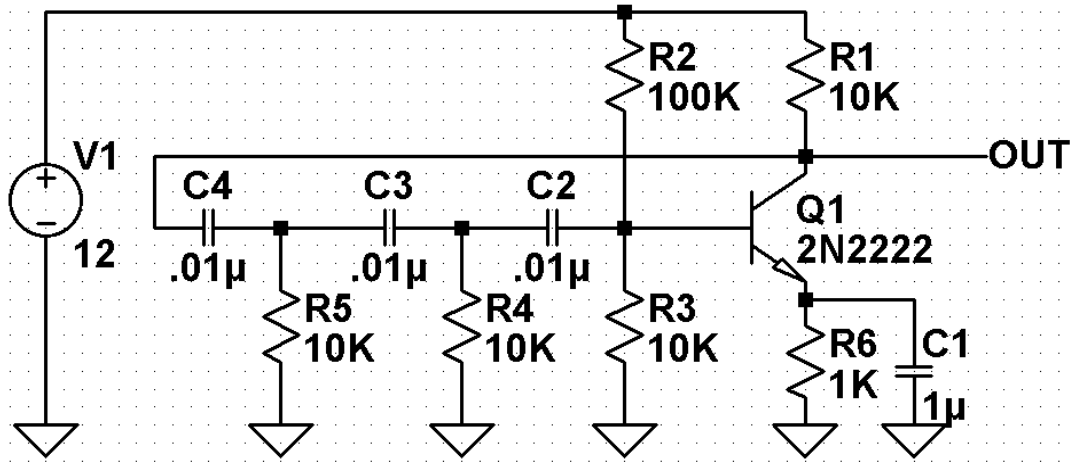 R2
100K
R1
10K
V1
+
−
12
OUT
C4
.01µ
C3
.01µ
C2
.01µ
Q1
2N2222
R5
10K
R4
10K
R3
10K
R6
1K
C1
1µ